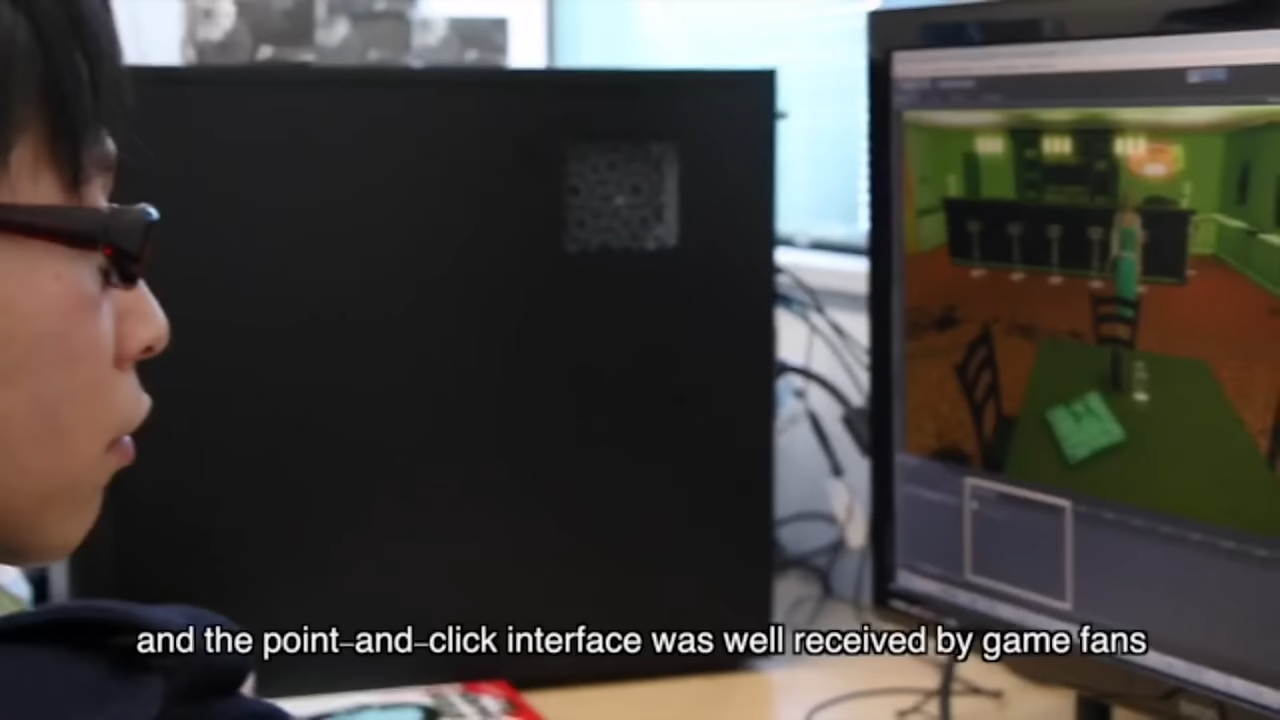 and the point-and-click interface was well received by game fans